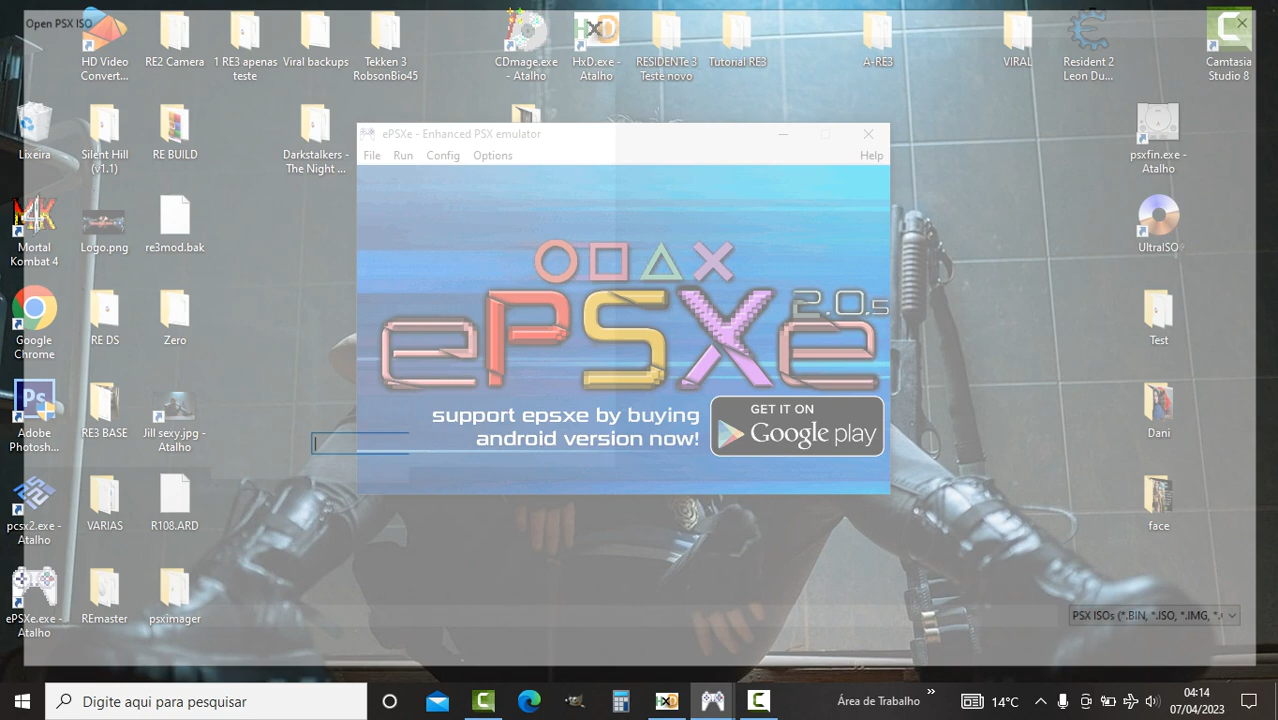 Open PSX ISO
HD Video
Convert...
RE2 Camera
1 RE3 apenas
teste
Viral backups
Tekken 3
RobsonBio45
CDmage.exe
- Atalho
HxD
HxD.exe -
Atalho
RESIDENTe 3
Teste novo
Tutorial RE3
A-RE3
VIRAL
Resident 2
Leon Du...
Camtasia
Studio 8
Lixeira
Silent Hill
(v1.1)
RE BUILD
Darkstalkers -
The Night ...
psxfin.exe -
Atalho
ePSXe - Enhanced PSX emulator
File Run Config Options Help
ePSXe 2.0.5
support epsxe by buying
android version now!
GET IT ON
Google play
Mortal
Kombat 4
Logo.png
re3mod.bak
UltraISO
Google
Chrome
RE DS
Zero
Test
Ps
Adobe
Photosh...
RE3 BASE
Jill sexy.jpg -
Atalho
Dani
pcsx2.exe -
Atalho
VARIAS
R108.ARD
face
ePSXe.exe -
Atalho
REmaster
psximager
PSX ISOs (*.BIN, *.ISO, *.IMG, *.
Digite aqui para pesquisar
Área de Trabalho
14°C
04:14
07/04/2023